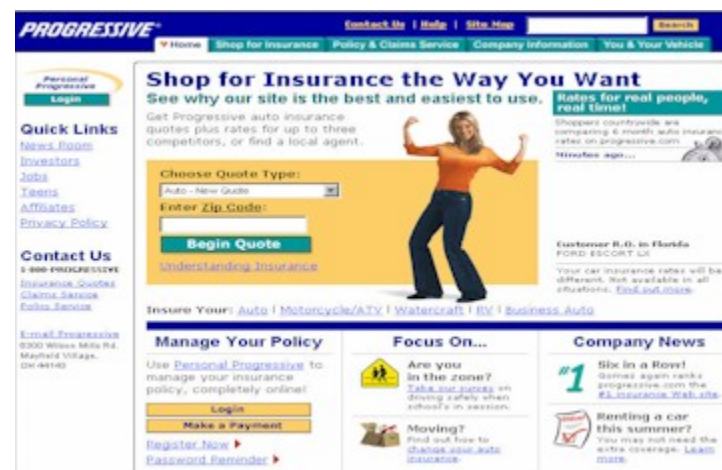 PROGRESSIVE®
Contact Us | Help | Site Map
Search
Home
Shop for Insurance
Policy & Claims Service
Company Information
You & Your Vehicle
Personal
Progressive
Login
Quick Links
News Room
Investors
Jobs
Teens
Affiliates
Privacy Policy
Contact Us
1-800-PROGRESSIVE
Insurance Quotes
Claims Service
Policy Service
E-mail Progressive
6300 Wilson Mills Rd.
Mayfield Village,
OH 44143
Shop for Insurance the Way You Want
See why our site is the best and easiest to use.
Get Progressive auto insurance
quotes plus rates for up to three
competitors, or find a local agent.
Choose Quote Type:
Auto - New Quote
Enter Zip Code:
Begin Quote
Understanding Insurance
Rates for real people,
real time!
Shoppers countrywide are
comparing 6 month auto insurance
rates on progressive.com
Minutes ago...
Customer R.O. in Florida
FORD ESCORT LX
Your car insurance rates will be
different. Not available in all
situations. Find out more.
Insure Your: Auto | Motorcycle/ATV | Watercraft | RV | Business Auto
Manage Your Policy
Use Personal Progressive to
manage your insurance
policy, completely online!
Login
Make a Payment
Register Now
Password Reminder
Focus On...
Are you
in the zone?
Take our survey on
driving safely when
school's in session.
Moving?
Find out how to
change your auto
insurance.
Company News
#1
Six in a Row!
Gomez again ranks
progressive.com the
#1 insurance Web site.
Renting a car
this summer?
You may not need the
extra coverage. Learn
more.